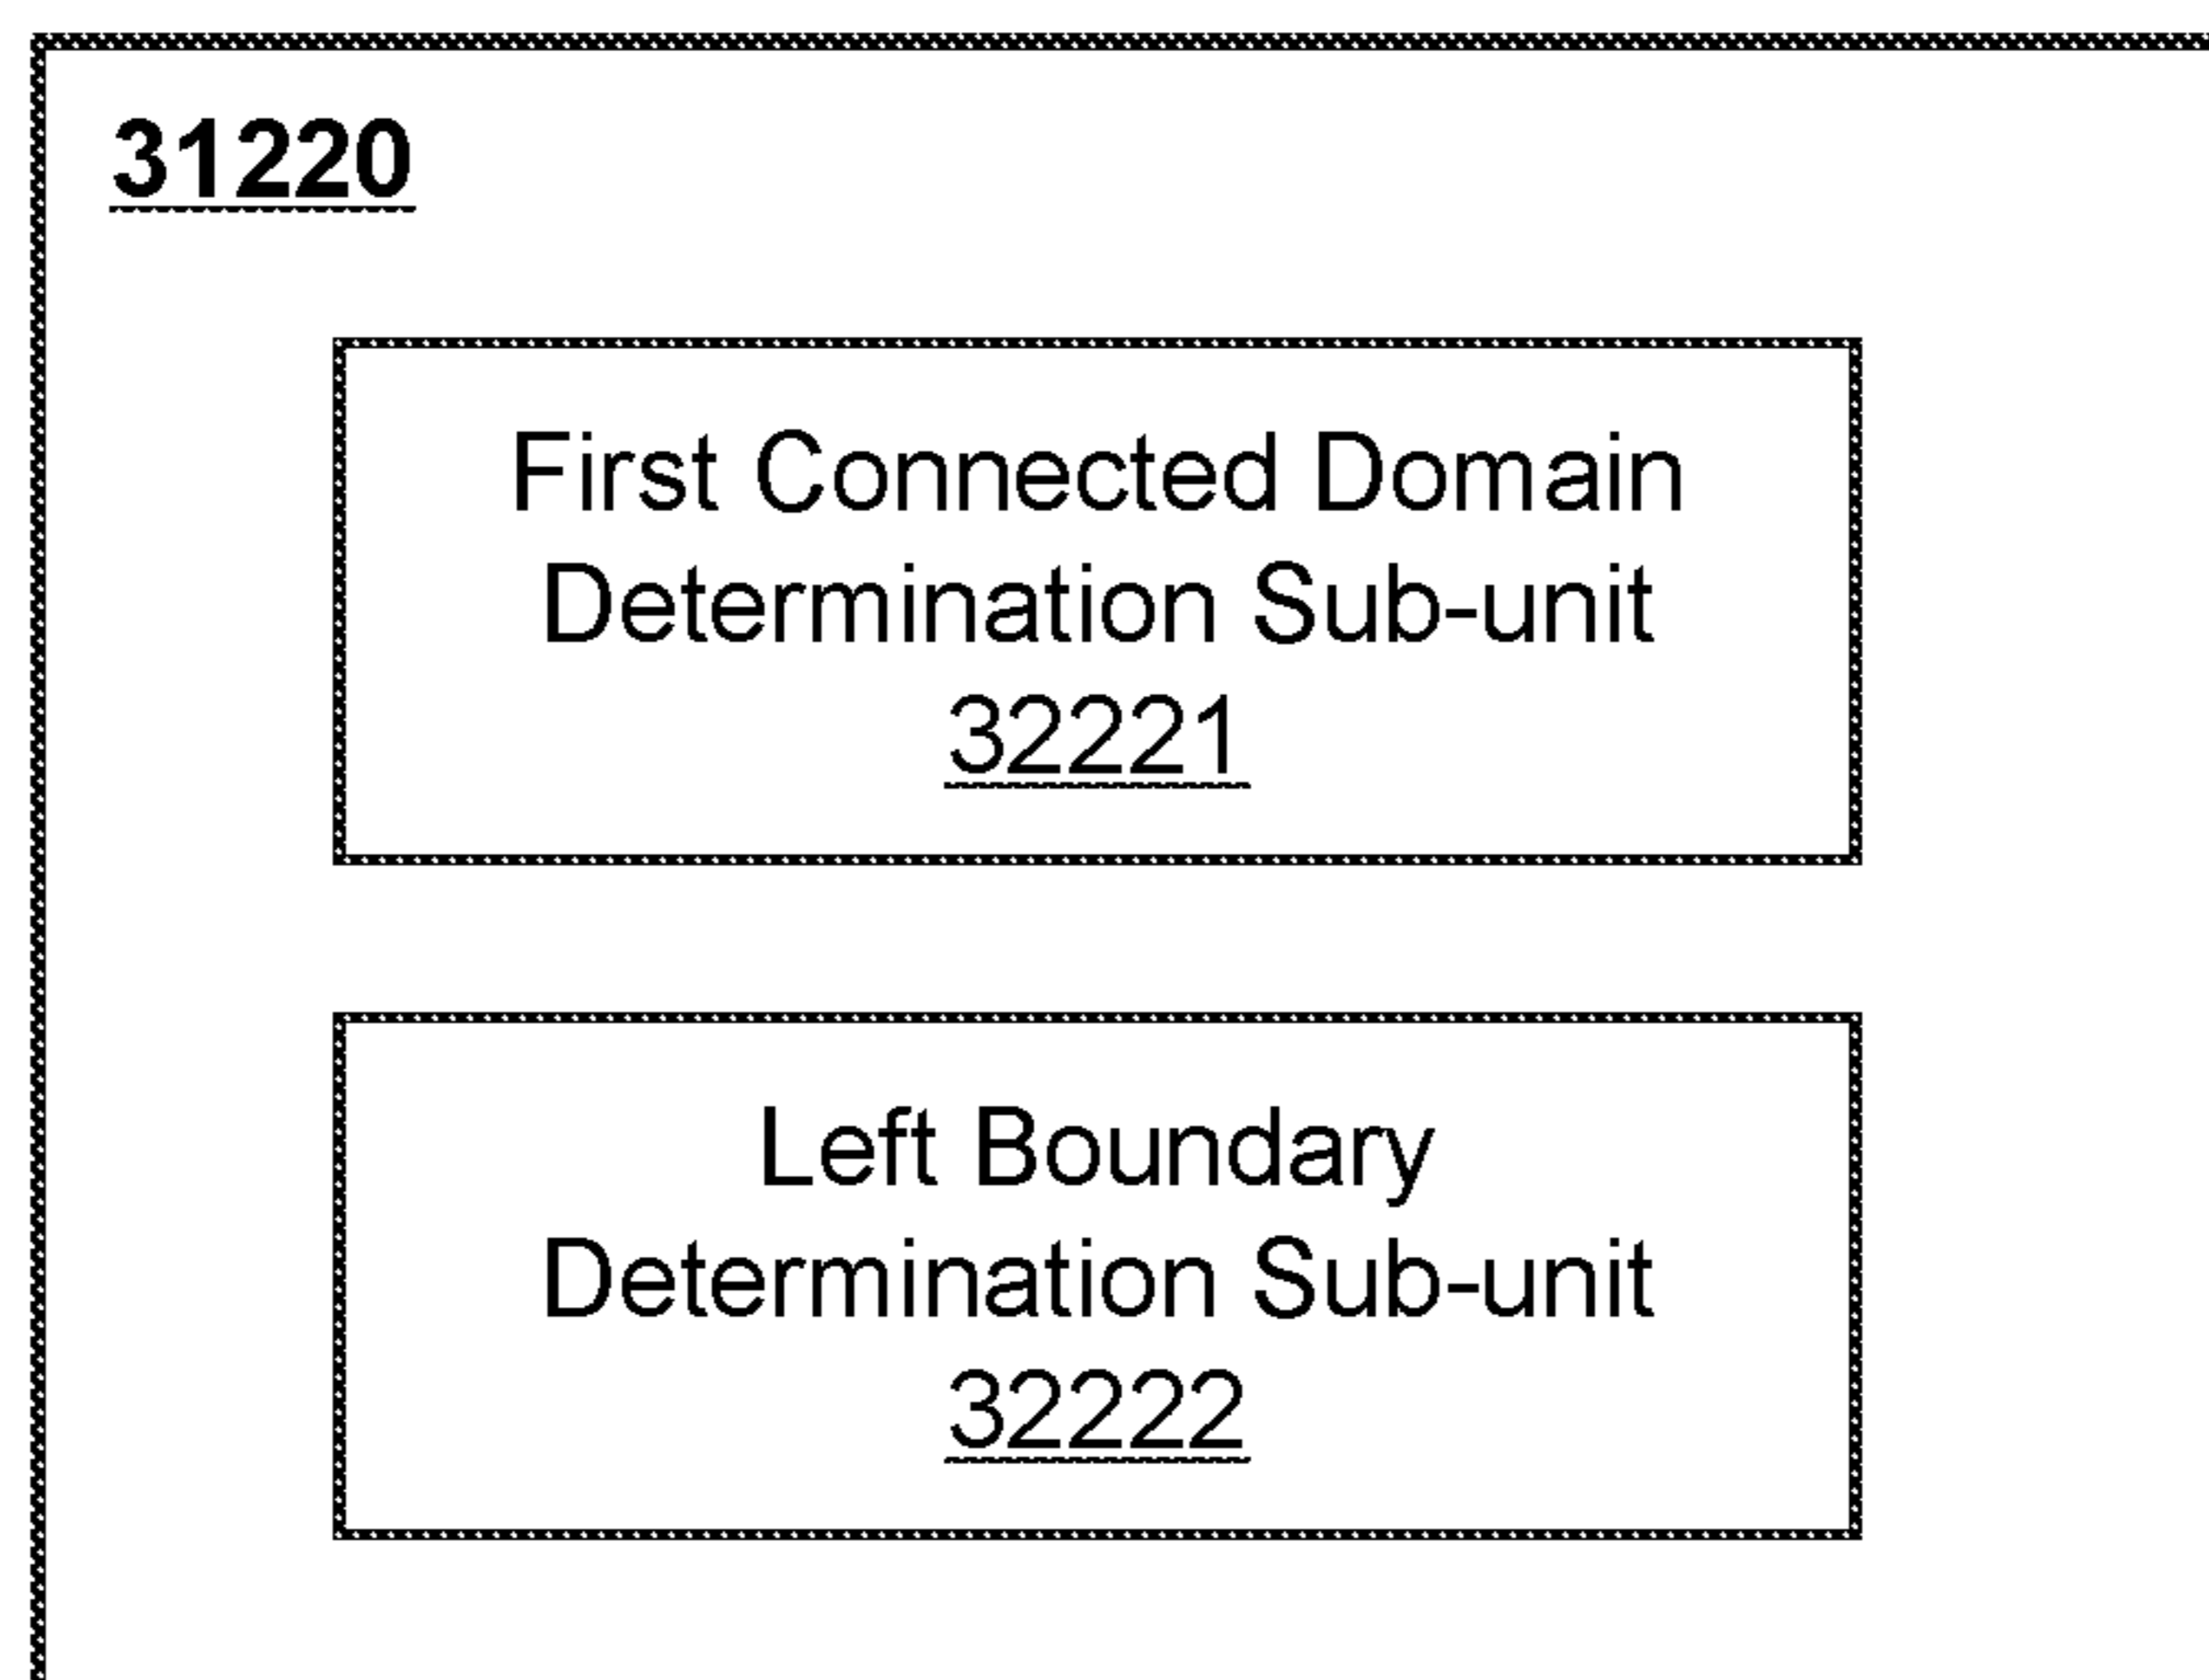 31220
First Connected Domain
Determination Sub-unit
32221
Left Boundary
Determination Sub-unit
32222